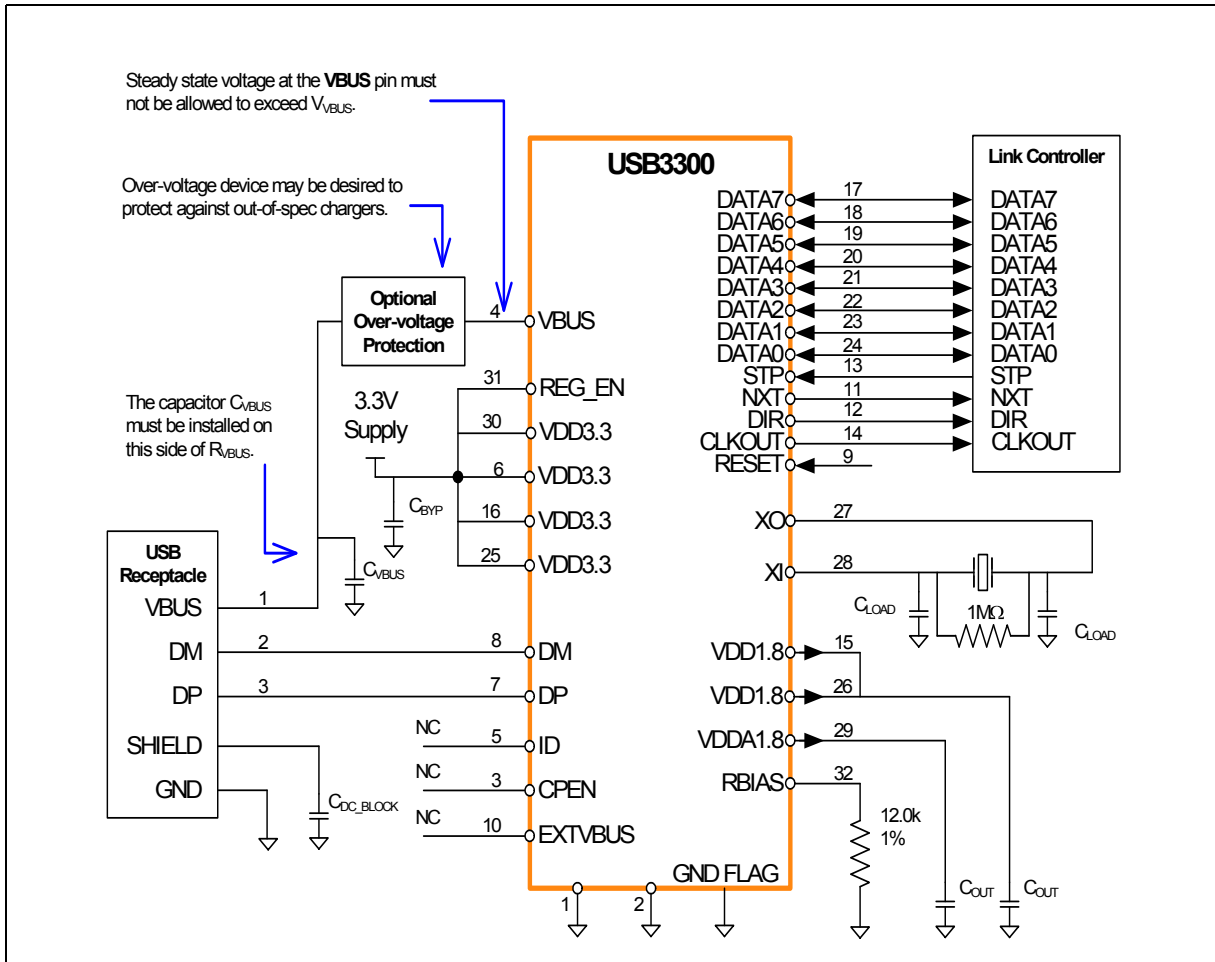 Steady state voltage at the VBUS pin must
not be allowed to exceed VVBUS.
Over-voltage device may be desired to
protect against out-of-spec chargers.
Optional
Over-voltage
Protection
The capacitor CVBUS
must be installed on
this side of RVBUS.
3.3V
Supply
CBYP
CVBUS
USB
Receptacle
VBUS
1
DM
2
DP
3
SHIELD
GND
CDC_BLOCK
USB3300
4
VBUS
31
REG_EN
30
VDD3.3
6
VDD3.3
16
VDD3.3
25
VDD3.3
8
DM
7
DP
NC
5
ID
NC
3
CPEN
NC
10
EXTVBUS
1
2
GND FLAG
DATA7
17
DATA6
18
DATA5
19
DATA4
20
DATA3
21
DATA2
22
DATA1
23
DATA0
24
STP
13
NXT
11
DIR
12
CLKOUT
14
RESET
9
XO
27
XI
28
VDD1.8
15
VDD1.8
26
VDDA1.8
29
RBIAS
32
Link Controller
DATA7
DATA6
DATA5
DATA4
DATA3
DATA2
DATA1
DATA0
STP
NXT
DIR
CLKOUT
CLOAD
1MΩ
CLOAD
12.0k
1%
COUT
COUT